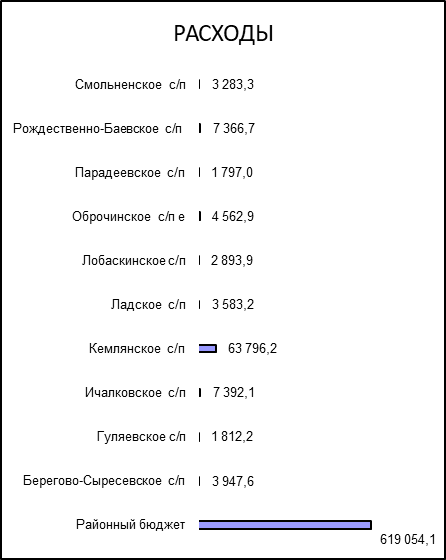 РАСХОДЫ
Смольненское с/п 3 283,3
Рождественно-Баевское с/п 7 366,7
Парадеевское с/п 1 797,0
Оброчинское с/п е 4 562,9
Лобаскинское с/п 2 893,9
Ладское с/п 3 583,2
Кемлянское с/п 63 796,2
Ичалковское с/п 7 392,1
Гуляевское с/п 1 812,2
Берегово-Сыресевское с/п 3 947,6
Районный бюджет
619 054,1